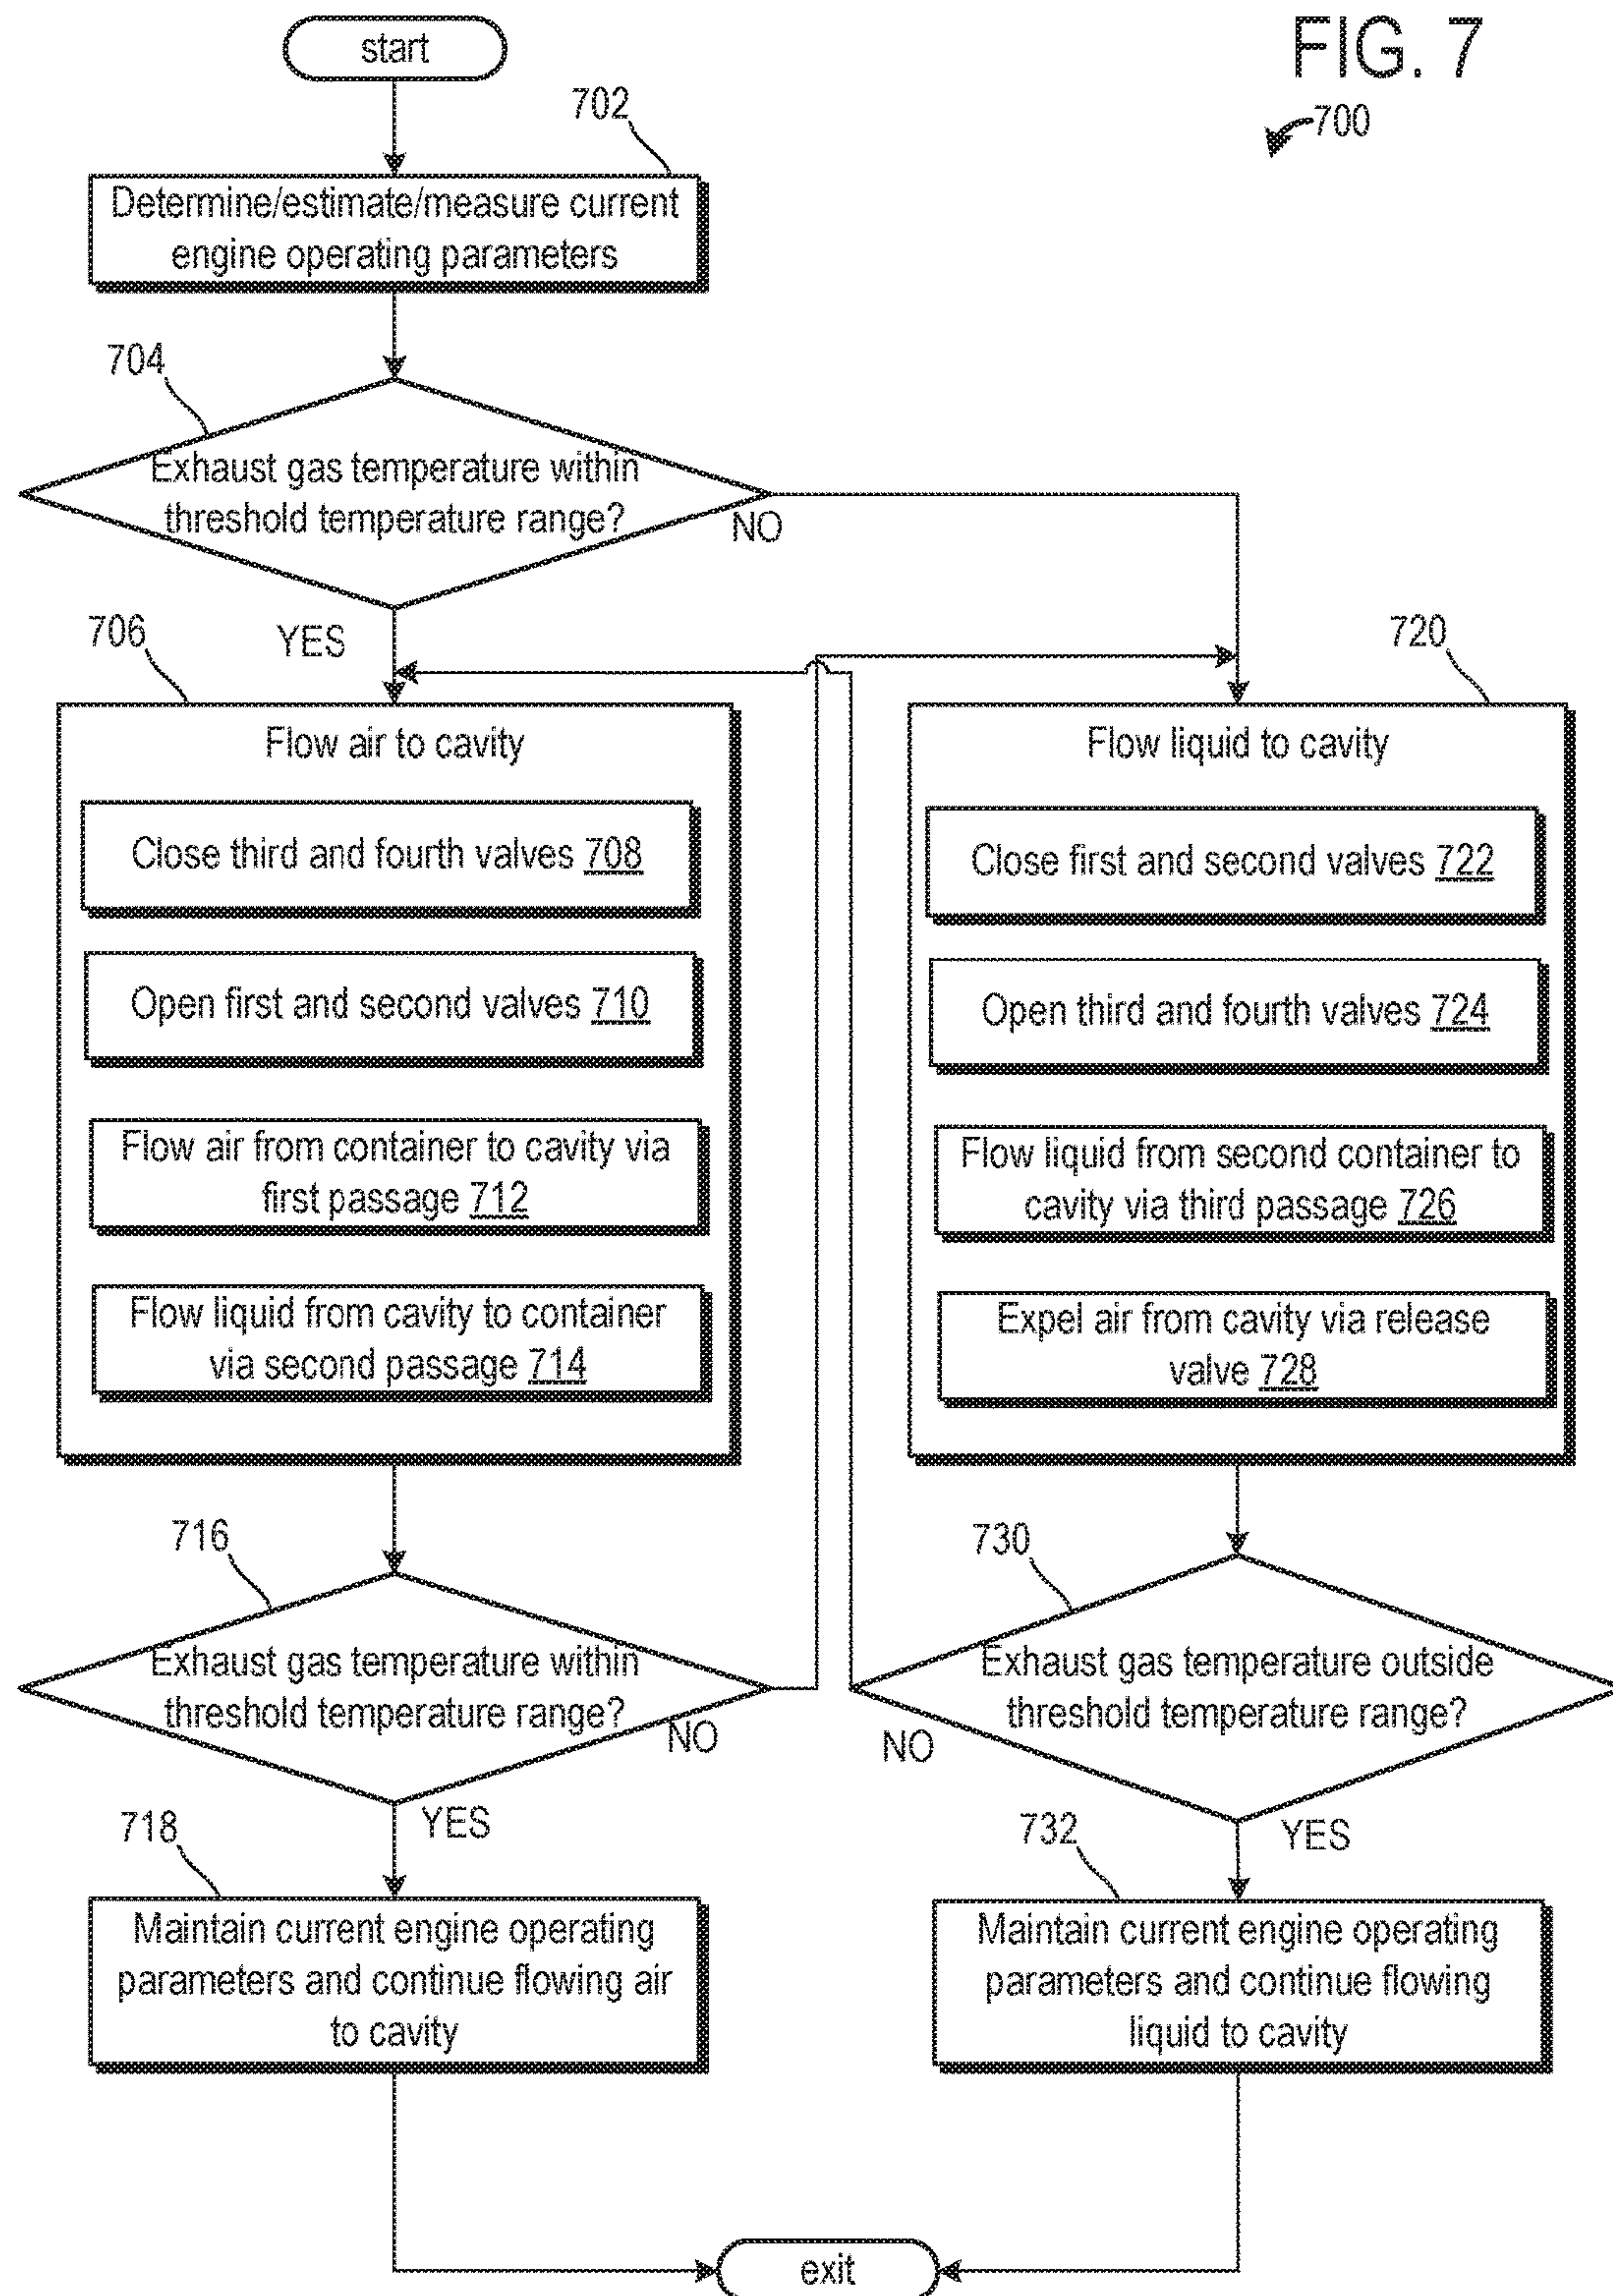 FIG. 7
700
start
702
Determine/estimate/measure current
engine operating parameters
704
Exhaust gas temperature within
threshold temperature range?
NO
YES
706
Flow air to cavity
Close third and fourth valves 708
Open first and second valves 710
Flow air from container to cavity via
first passage 712
Flow liquid from cavity to container
via second passage 714
720
Flow liquid to cavity
Close first and second valves 722
Open third and fourth valves 724
Flow liquid from second container to
cavity via third passage 726
Expel air from cavity via release
valve 728
716
Exhaust gas temperature within
threshold temperature range?
NO
YES
718
Maintain current engine operating
parameters and continue flowing air
to cavity
730
Exhaust gas temperature outside
threshold temperature range?
NO
YES
732
Maintain current engine operating
parameters and continue flowing
liquid to cavity
exit